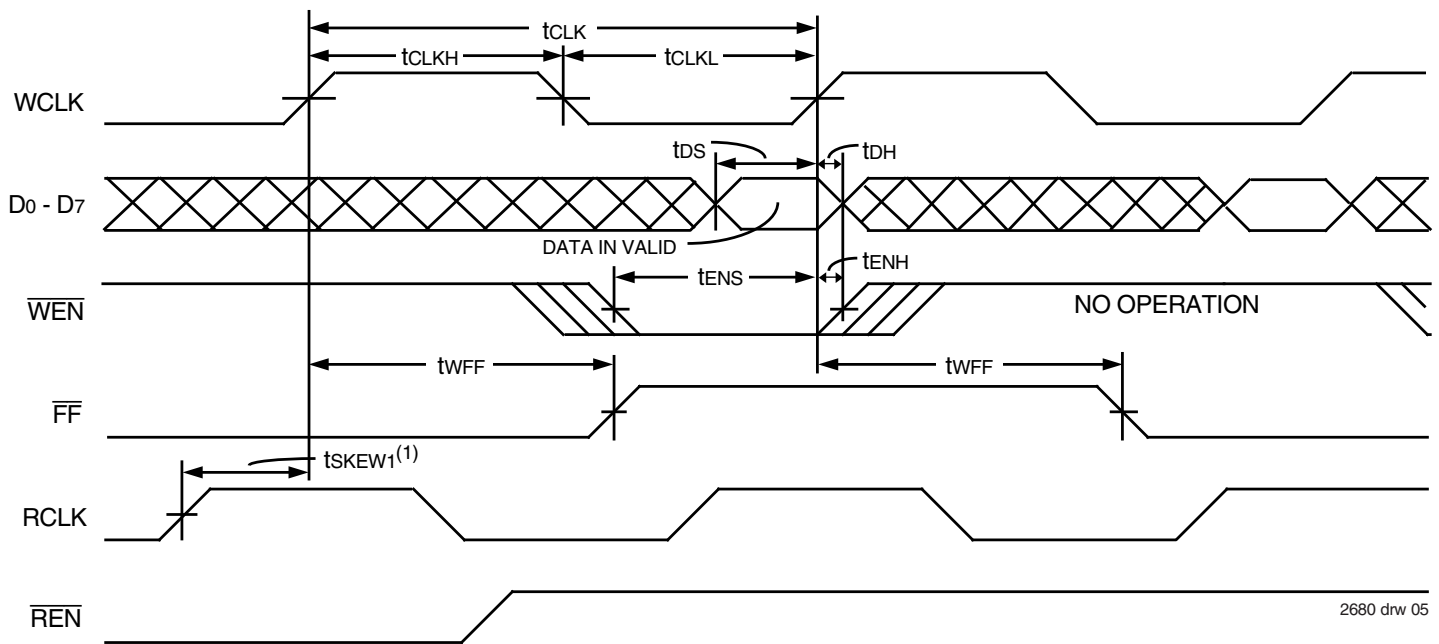 tCLK
tCLKH tCLKL
WCLK
tDS tDH
D0 - D7
DATA IN VALID
tENS tENH
WEN NO OPERATION
tWFF tWFF
FF
tSKEW1(1)
RCLK
REN
2680 drw 05